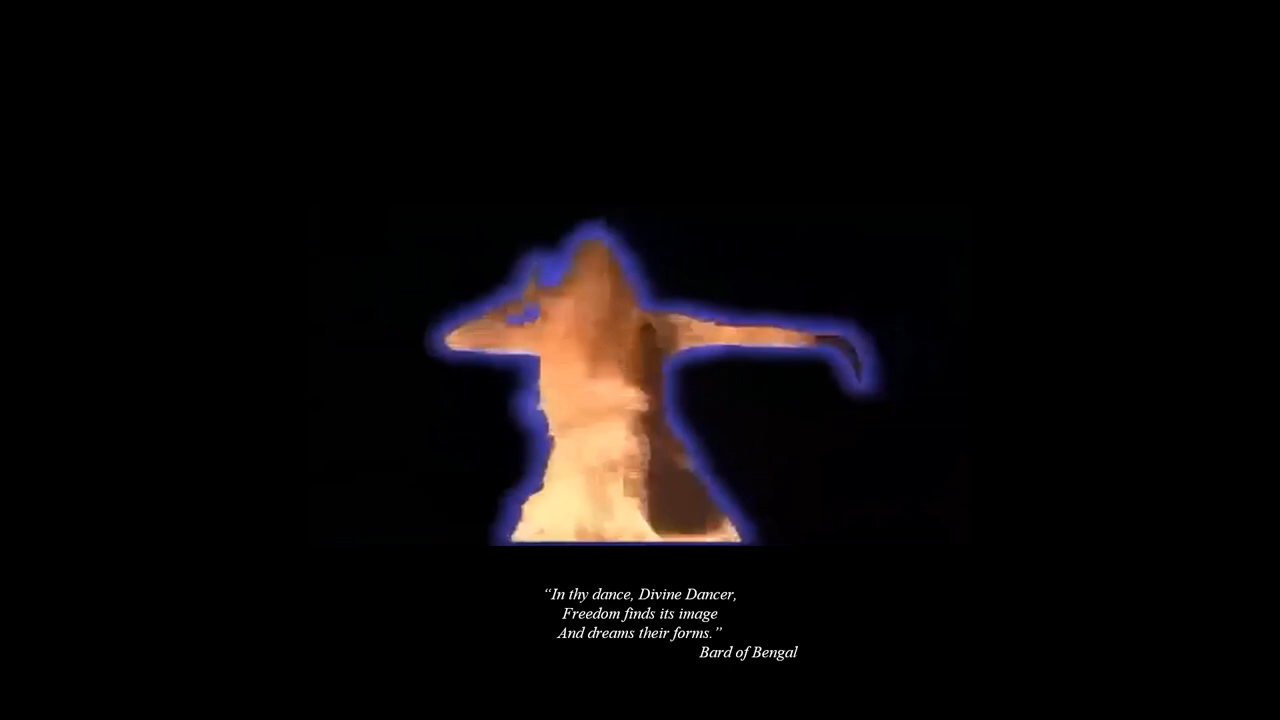 “In thy dance, Divine Dancer,
Freedom finds its image
And dreams their forms.”
Bard of Bengal